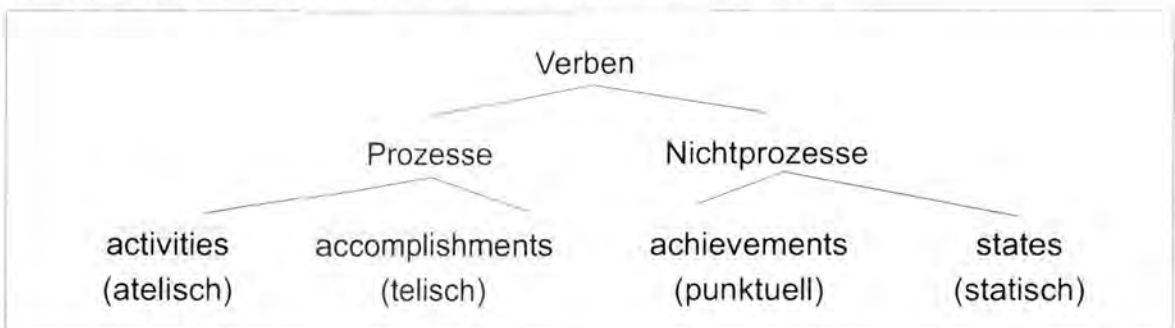 Verben
Prozesse Nichtprozesse
activities accomplishments achievements states
(atelisch) (telisch) (punktuell) (statisch)